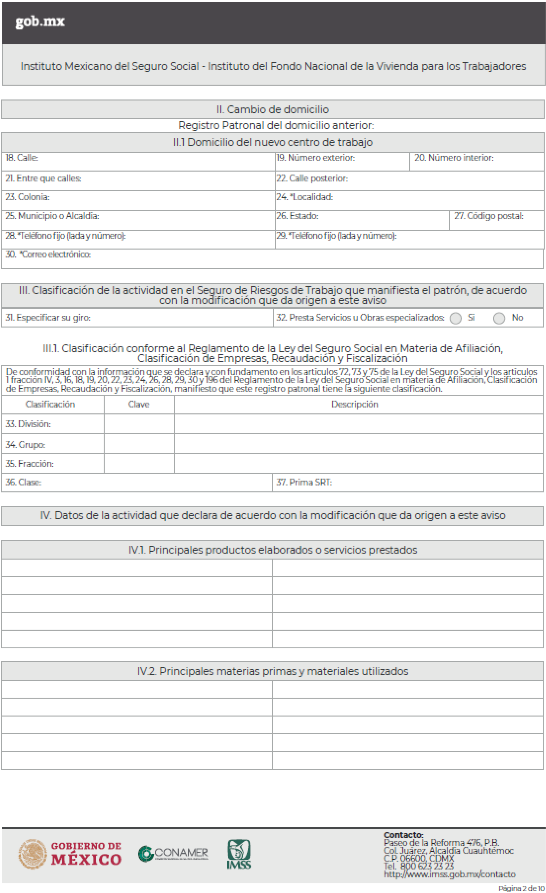 gob.mx
Instituto Mexicano del Seguro Social - Instituto del Fondo Nacional de la Vivienda para los Trabajadores
II. Cambio de domicilio
Registro Patronal del domicilio anterior:
II.1 Domicilio del nuevo centro de trabajo
18. Calle:
19. Número exterior:
20. Número interior:
21. Entre que calles:
22. Calle posterior:
23. Colonia:
24. *Localidad:
25. Municipio o Alcaldía:
26. Estado:
27. Código postal:
28. *Teléfono fijo (lada y número):
29. *Teléfono fijo (lada y número):
30. *Correo electrónico:
III. Clasificación de la actividad en el Seguro de Riesgos de Trabajo que manifiesta el patrón, de acuerdo
con la modificación que da origen a este aviso
31. Especificar su giro:
32. Presta Servicios u Obras especializados:
Si
No
III.1. Clasificación conforme al Reglamento de la Ley del Seguro Social en Materia de Afiliación,
Clasificación de Empresas, Recaudación y Fiscalización
De conformidad con la información que se declara y con fundamento en los artículos 72, 73 y 75 de la Ley del Seguro Social y los artículos
1 fracción IV, 3, 16, 18, 19, 20, 22, 23, 24, 26, 28, 29, 30 y 196 del Reglamento de la Ley del Seguro Social en materia de Afiliación, Clasificación
de Empresas, Recaudación y Fiscalización, manifiesto que este registro patronal tiene la siguiente clasificación.
Clasificación
Clave
Descripción
33. División:
34. Grupo:
35. Fracción:
36. Clase:
37. Prima SRT:
IV. Datos de la actividad que declara de acuerdo con la modificación que da origen a este aviso
IV.1. Principales productos elaborados o servicios prestados
IV.2. Principales materias primas y materiales utilizados
GOBIERNO DE
MÉXICO
CONAMER
IMSS
Contacto:
Paseo de la Reforma 476, P.B.
Col. Juárez, Alcaldía Cuauhtémoc
C.P. 06600, CDMX
Tel. 800 623 23 23
http://www.imss.gob.mx/contacto
Página 2 de 10